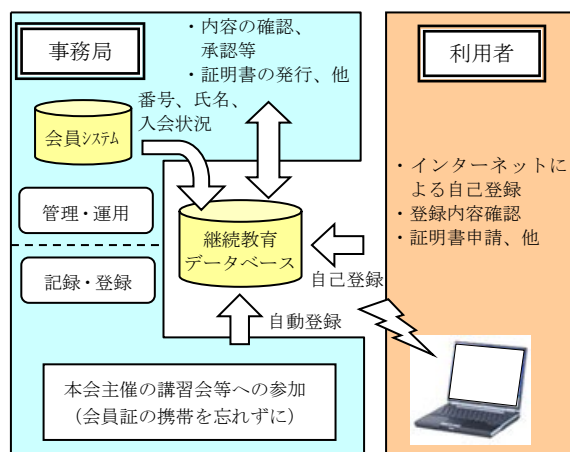 事務局
・内容の確認、
承認等
・証明書の発行、他
番号、氏名、
入会状況
会員ｼｽﾃﾑ
管理・運用
記録・登録
継続教育
データベース
自己登録
自動登録
本会主催の講習会等への参加
（会員証の携帯を忘れずに）
利用者
・インターネットに
よる自己登録
・登録内容確認
・証明書申請、他